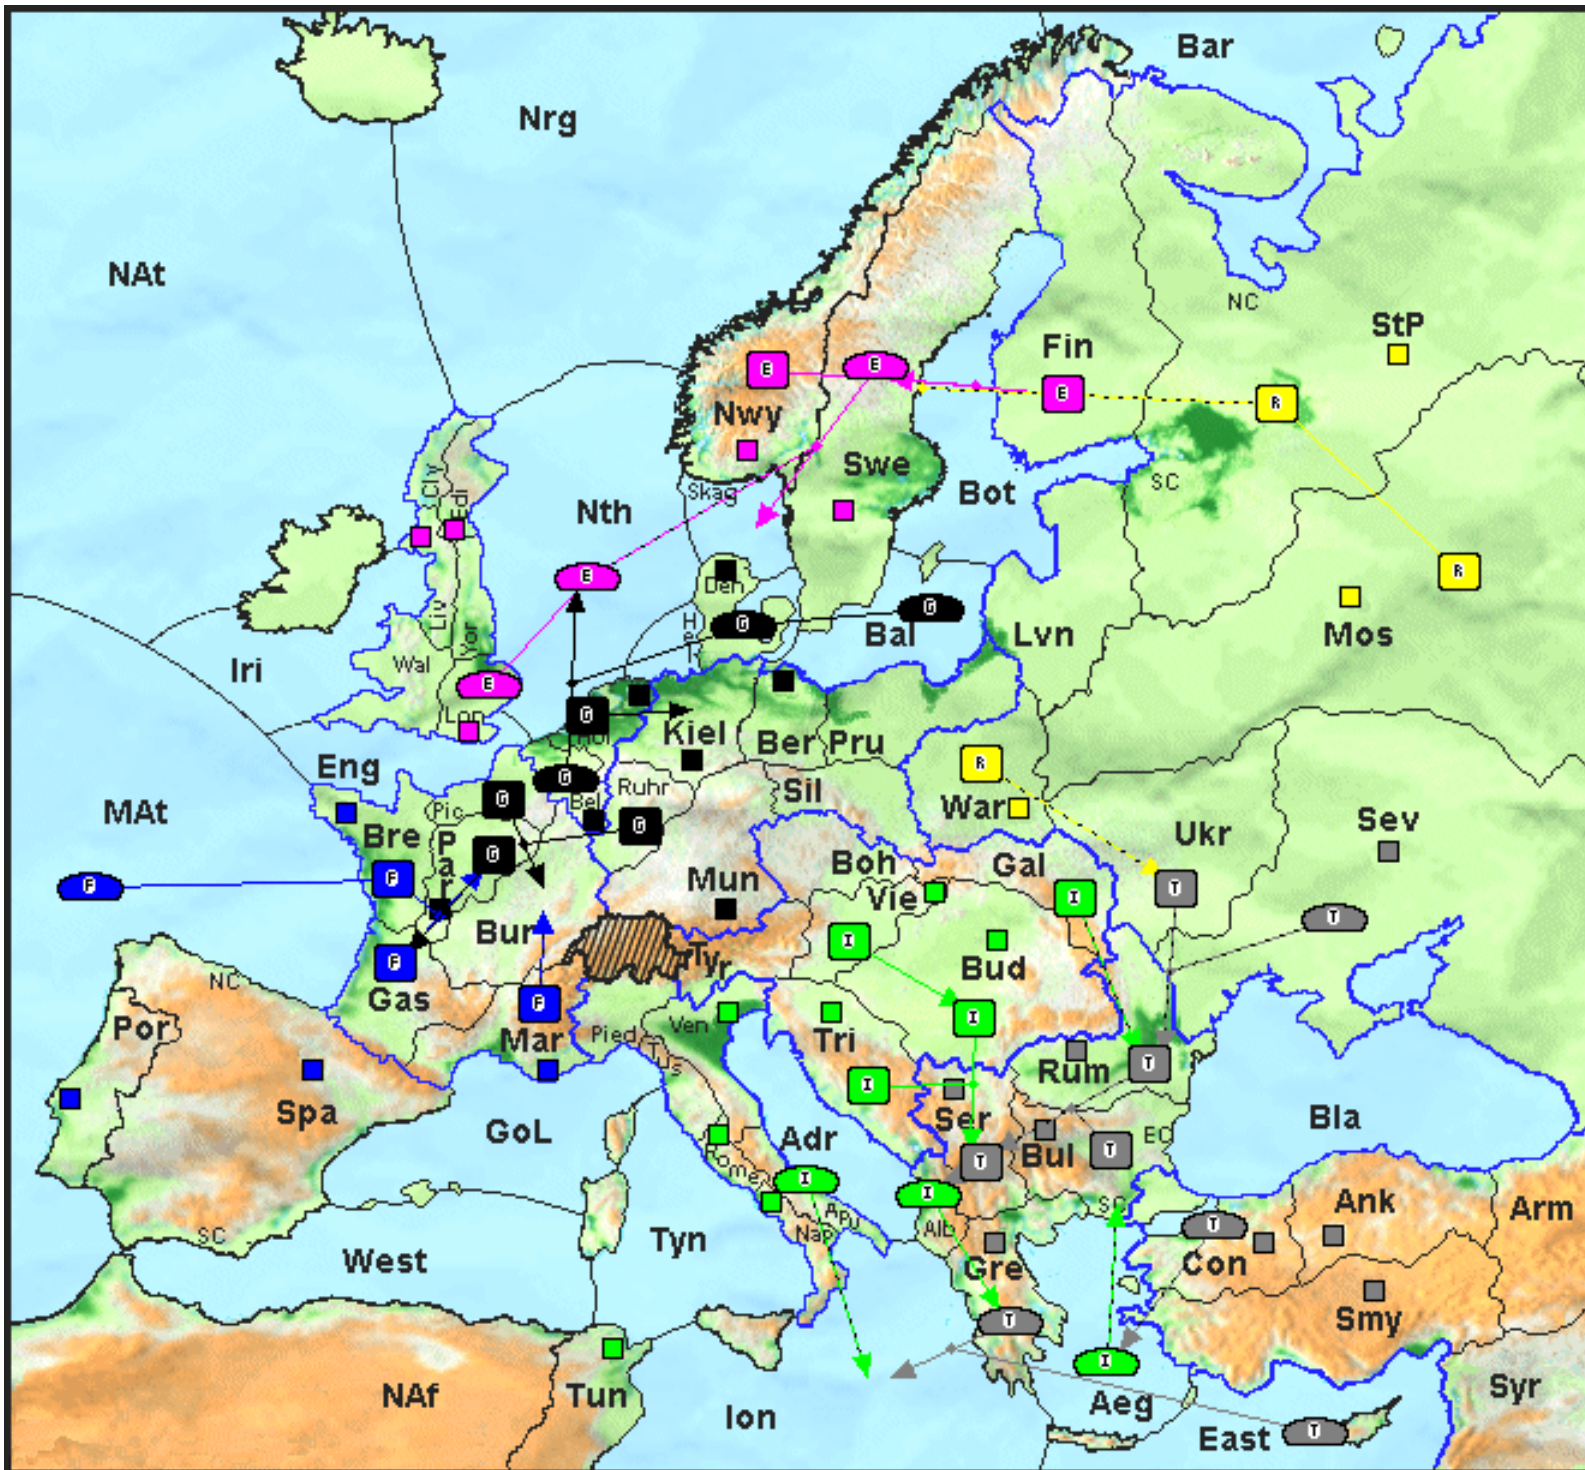 Bar
Nrg
NAt
NC
StP
Fin
Nwy
Swe
Skag
Bot
SC
Cly
Edi
Nth
Den
Liv
Yor
Wal
Iri
Lon
Hel
Bal
Lvn
Mos
Hol
Kiel
Ber
Pru
Eng
Ruhr
Sil
War
Bel
Pic
MAt
Bre
Par
Ukr
Sev
Boh
Gal
Vie
Mun
Bur
Tyr
Bud
Gas
NC
Por
Mar
Pied
Ven
Tus
Tri
Rum
Spa
GoL
Ser
Bla
Adr
Bul
EC
Rome
SC
Apu
Nap
Alb
Ank
Arm
SC
West
Tyn
Gre
Con
Smy
NAf
Tun
Ion
Aeg
East
Syr
E
E
E
R
R
E
E
G
G
G
R
G
G
G
G
F
F
F
F
T
T
I
I
I
I
T
T
T
I
I
T
T
I
T